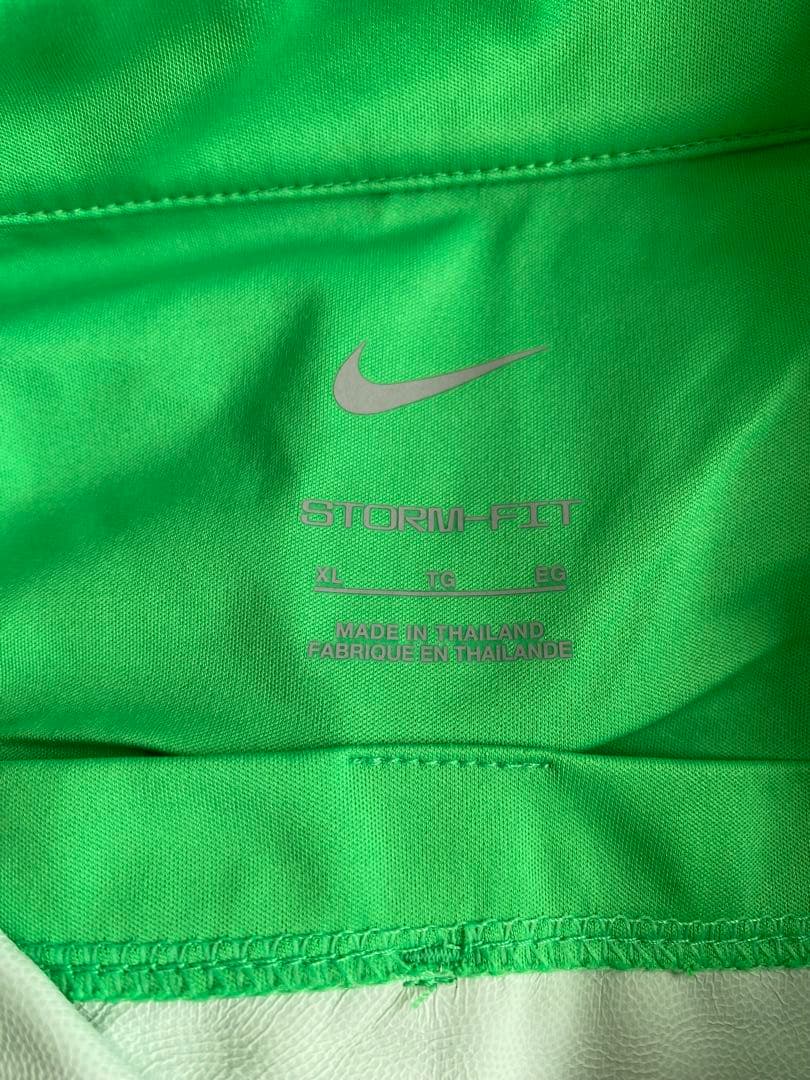 STORM-FIT
XL TG EG
MADE IN THAILAND
FABRIQUE EN THAILANDE